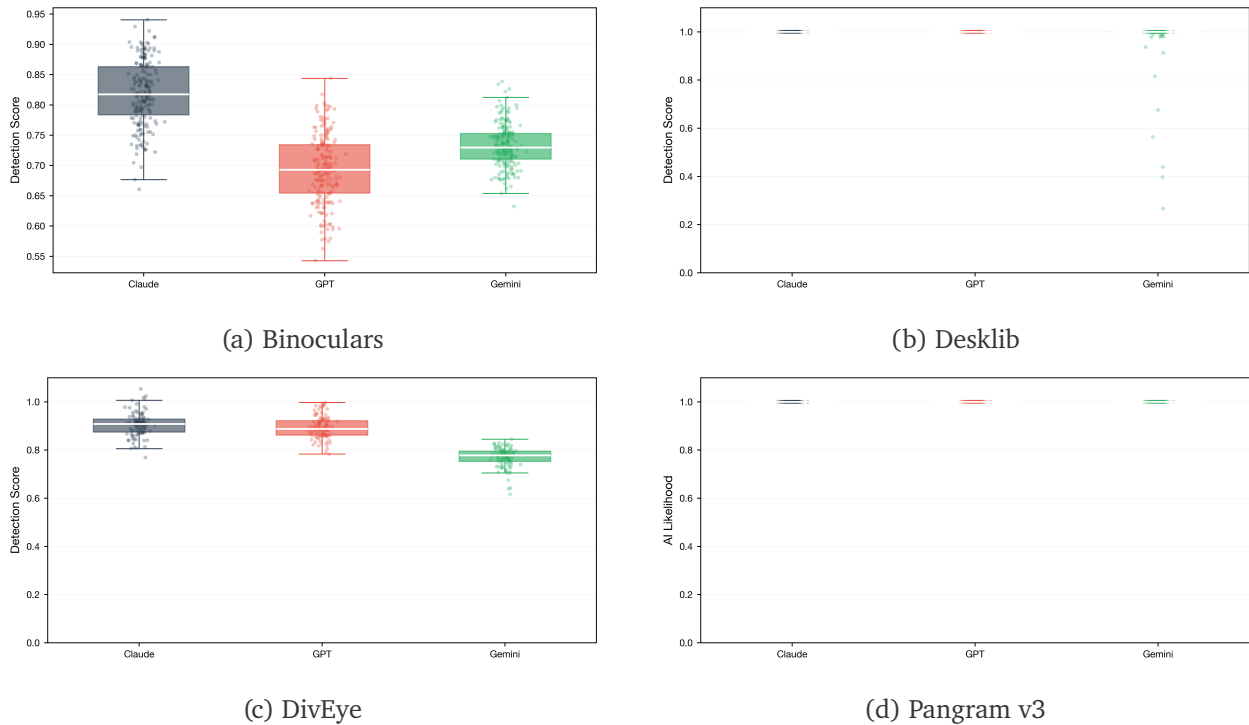 0.95
0.90
0.85
0.80
0.75
0.70
0.65
0.60
0.55
Detection Score
Claude GPT Gemini
(a) Binoculars
1.0
0.8
0.6
0.4
0.2
0.0
Detection Score
Claude GPT Gemini
(b) Desklib
1.0
0.8
0.6
0.4
0.2
0.0
Detection Score
Claude GPT Gemini
(c) DivEye
1.0
0.8
0.6
0.4
0.2
0.0
AI Likelihood
Claude GPT Gemini
(d) Pangram v3